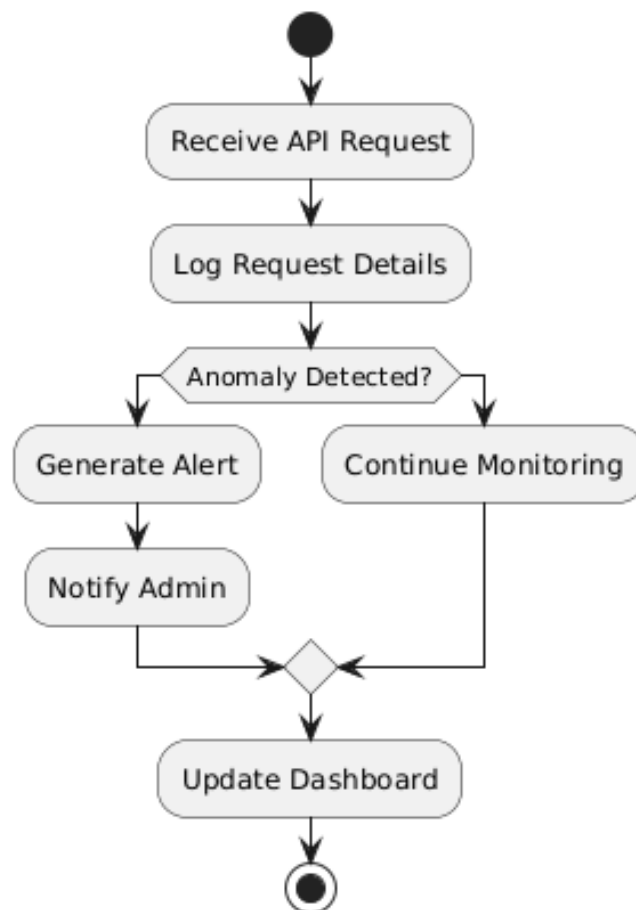 Receive API Request
Log Request Details
Anomaly Detected?
Generate Alert
Continue Monitoring
Notify Admin
Update Dashboard